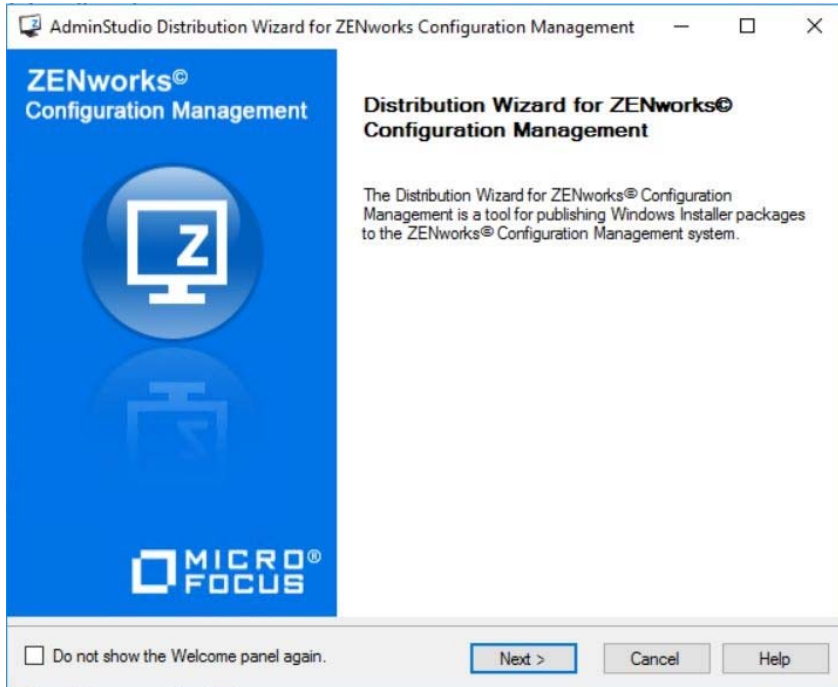 AdminStudio Distribution Wizard for ZENworks Configuration Management
ZENworks©
Configuration Management
Z
MICRO®
FOCUS
Distribution Wizard for ZENworks©
Configuration Management
The Distribution Wizard for ZENworks® Configuration
Management is a tool for publishing Windows Installer packages
to the ZENworks® Configuration Management system.
Do not show the Welcome panel again.
Next >
Cancel
Help